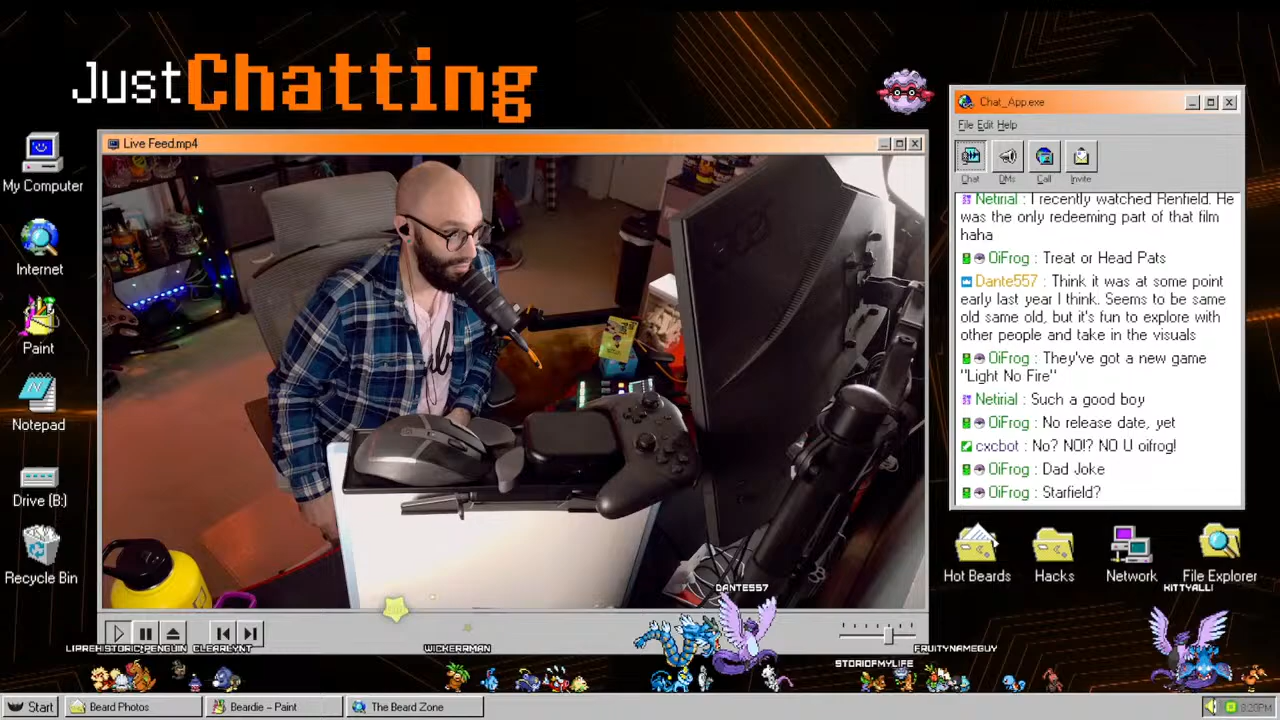 JustChatting
Live Feed.mp4
My Computer
Internet
Paint
Notepad
Drive (B:)
Recycle Bin
Chat_App.exe
File Edit Help
Chat DMs Call Invite
Netirial : I recently watched Renfield. He
was the only redeeming part of that film
haha
OiFrog : Treat or Head Pats
Dante557 : Think it was at some point
early last year I think. Seems to be same
old same old, but it's fun to explore with
other people and take in the visuals
OiFrog : They've got a new game
"Light No Fire"
Netirial : Such a good boy
OiFrog : No release date, yet
cxcbot : No? NO!? NO U oifrog!
OiFrog : Dad Joke
OiFrog : Starfield?
Hot Beards
Hacks
Network
File Explorer
DANTE557
KITTYALLI
CLEARLYNT
WICKERRMAN
FRUITYNAMEGUY
STORIOFMYLIFE
Start
Beard Photos
Beardie - Paint
The Beard Zone
8:20PM